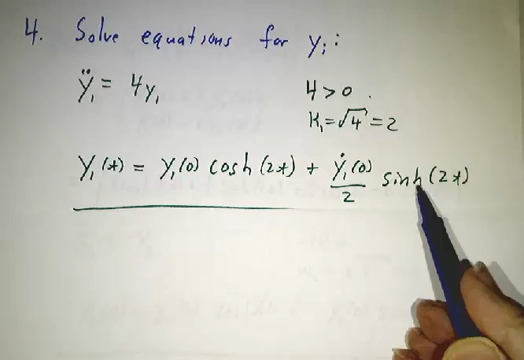 4. Solve equations for y₁:
ÿ₁ = 4y₁
4 > 0.
K₁ = √4 = 2
y₁(t) = y₁(0) cosh(2t) + ẏ₁(0)/2 sinh(2t)